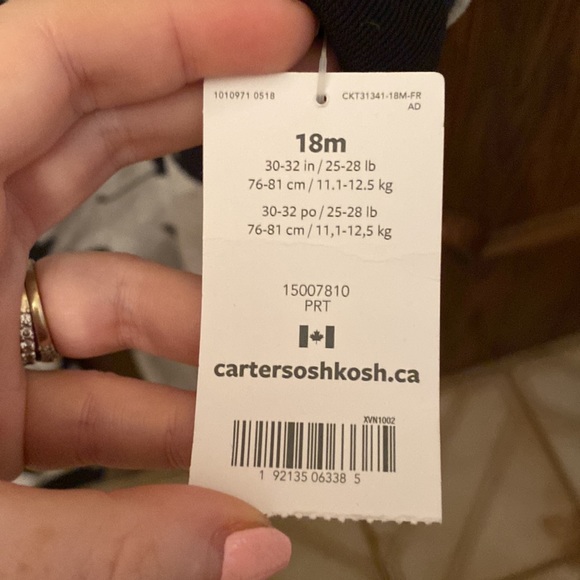 1010971 0518
CKT31341-18M-FR
AD
18m
30-32 in / 25-28 lb
76-81 cm / 11.1-12.5 kg
30-32 po / 25-28 lb
76-81 cm / 11,1-12,5 kg
15007810
PRT
cartersoshkosh.ca
XVN1002
1 92135 06338 5